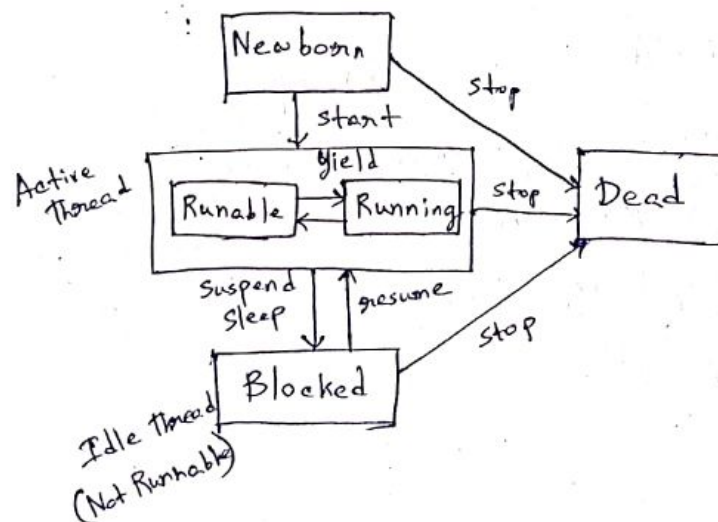 Newborn
stop
start
Active
thread
yield
Runable
Running
stop
Dead
suspend
sleep
resume
stop
Blocked
Idle thread
(Not Runnable)